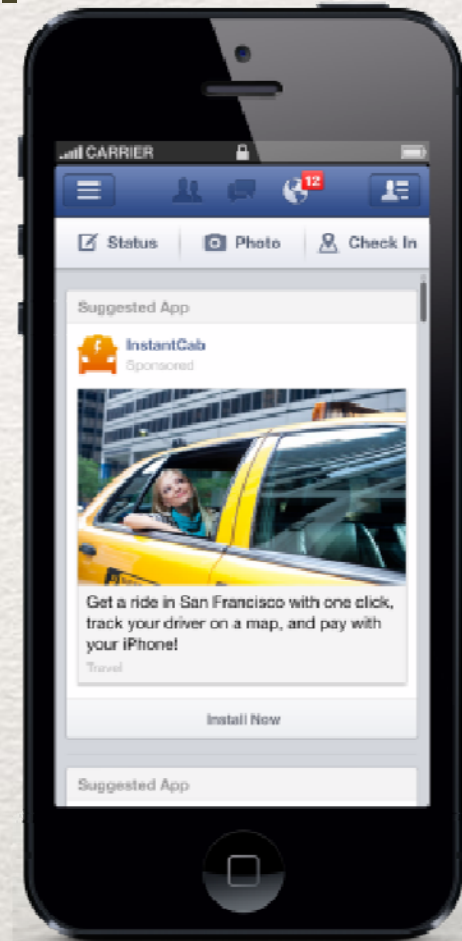 CARRIER
12
Status Photo Check In
Suggested App
InstantCab
Sponsored
Get a ride in San Francisco with one click,
track your driver on a map, and pay with
your iPhone!
Travel
Install Now
Suggested App